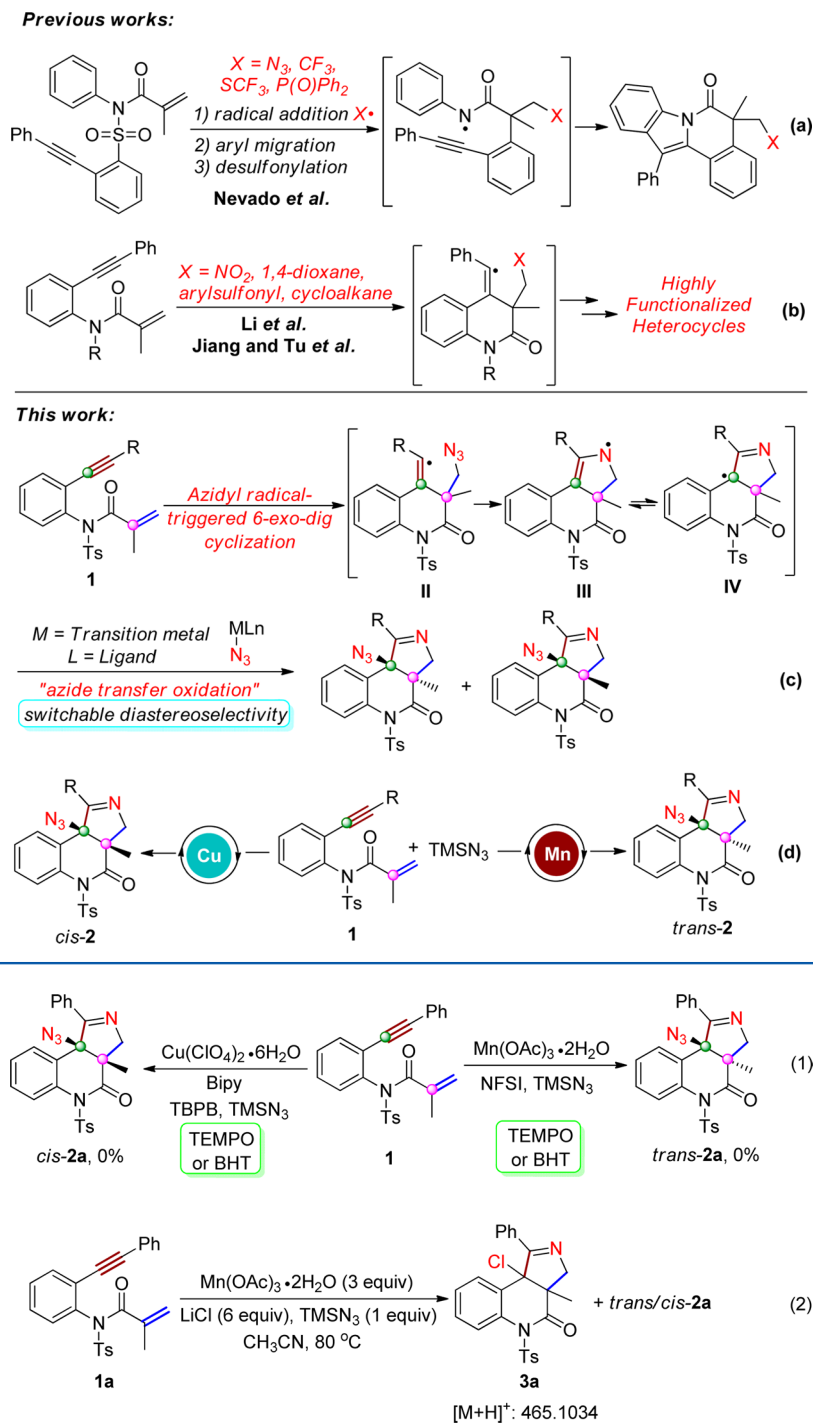 Previous works:
O
N
O=S=O
Ph
X = N3, CF3,
SCF3, P(O)Ph2
1) radical addition X•
2) aryl migration
3) desulfonylation
Nevado et al.
O
N
•
X
Ph
O
N
X
Ph
(a)
Ph
O
N
R
X = NO2, 1,4-dioxane,
arylsulfonyl, cycloalkane
Li et al.
Jiang and Tu et al.
Ph
•
X
N
O
R
Highly
Functionalized
Heterocycles
(b)
This work:
R
O
N
Ts
1
Azidyl radical-
triggered 6-exo-dig
cyclization
R
•
N3
N
O
Ts
II
R
N
•
N
O
Ts
III
R
N
•
N
O
Ts
IV
M = Transition metal
L = Ligand
MLn
N3
"azide transfer oxidation"
switchable diastereoselectivity
R
N
N3
N
O
Ts
+
R
N
N3
N
O
Ts
(c)
R
N
N3
N
O
Ts
cis-2
Cu
R
O
N
Ts
1
+ TMSN3
Mn
R
N
N3
N
O
Ts
trans-2
(d)
Ph
N
N3
N
O
Ts
cis-2a, 0%
Cu(ClO4)2•6H2O
Bipy
TBPB, TMSN3
TEMPO
or BHT
Ph
O
N
Ts
1
Mn(OAc)3•2H2O
NFSI, TMSN3
TEMPO
or BHT
Ph
N
N3
N
O
Ts
trans-2a, 0%
(1)
Ph
O
N
Ts
1a
Mn(OAc)3•2H2O (3 equiv)
LiCl (6 equiv), TMSN3 (1 equiv)
CH3CN, 80 oC
Ph
N
Cl
N
O
Ts
3a
[M+H]+: 465.1034
+ trans/cis-2a
(2)